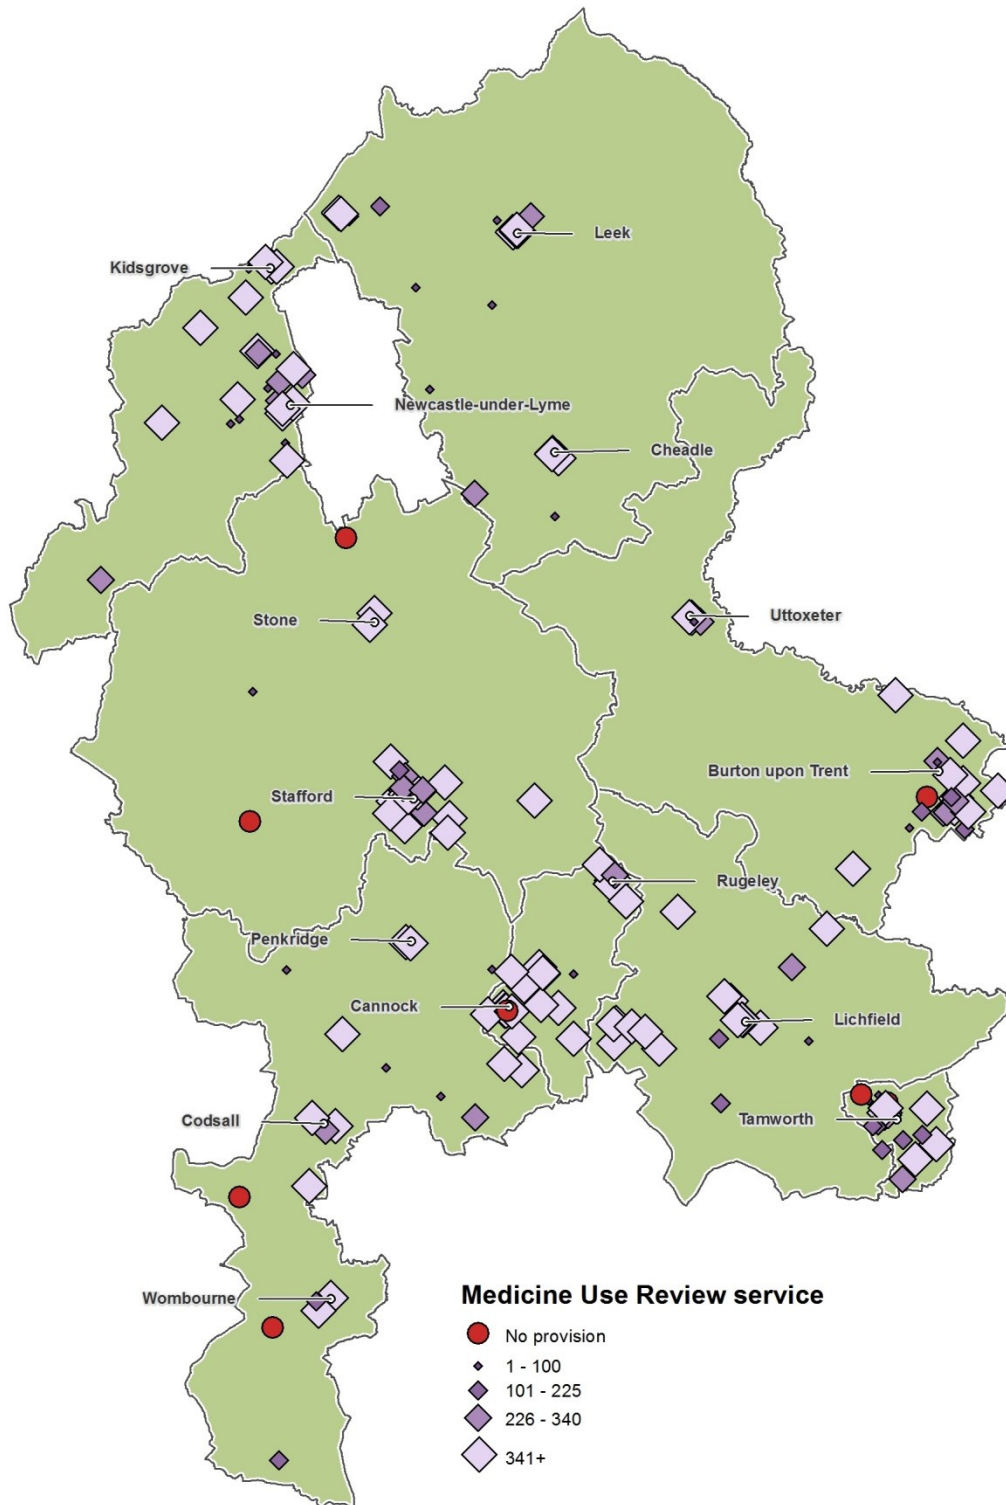 Leek
Kidsgrove
Newcastle-under-Lyme
Cheadle
Stone
Uttoxeter
Burton upon Trent
Stafford
Rugeley
Penkridge
Cannock
Lichfield
Codsall
Tamworth
Wombourne
Medicine Use Review service
No provision
1 - 100
101 - 225
226 - 340
341+